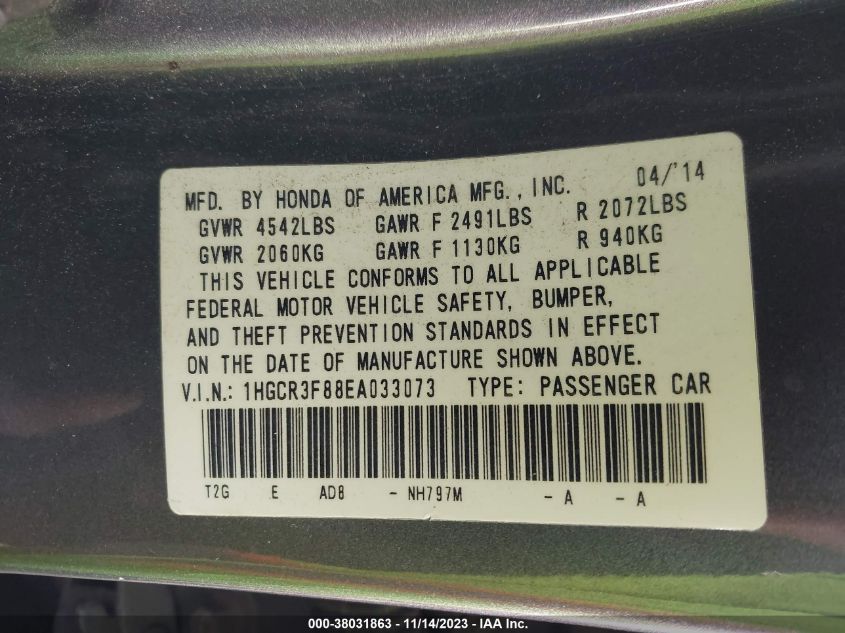 MFD. BY HONDA OF AMERICA MFG., INC. 04/'14
GVWR 4542LBS GAWR F 2491LBS R 2072LBS
GVWR 2060KG GAWR F 1130KG R 940KG
THIS VEHICLE CONFORMS TO ALL APPLICABLE
FEDERAL MOTOR VEHICLE SAFETY, BUMPER,
AND THEFT PREVENTION STANDARDS IN EFFECT
ON THE DATE OF MANUFACTURE SHOWN ABOVE.
V.I.N.: 1HGCR3F88EA033073 TYPE: PASSENGER CAR
T2G E AD8 - NH797M - A - A
000-38031863 - 11/14/2023 - IAA Inc.